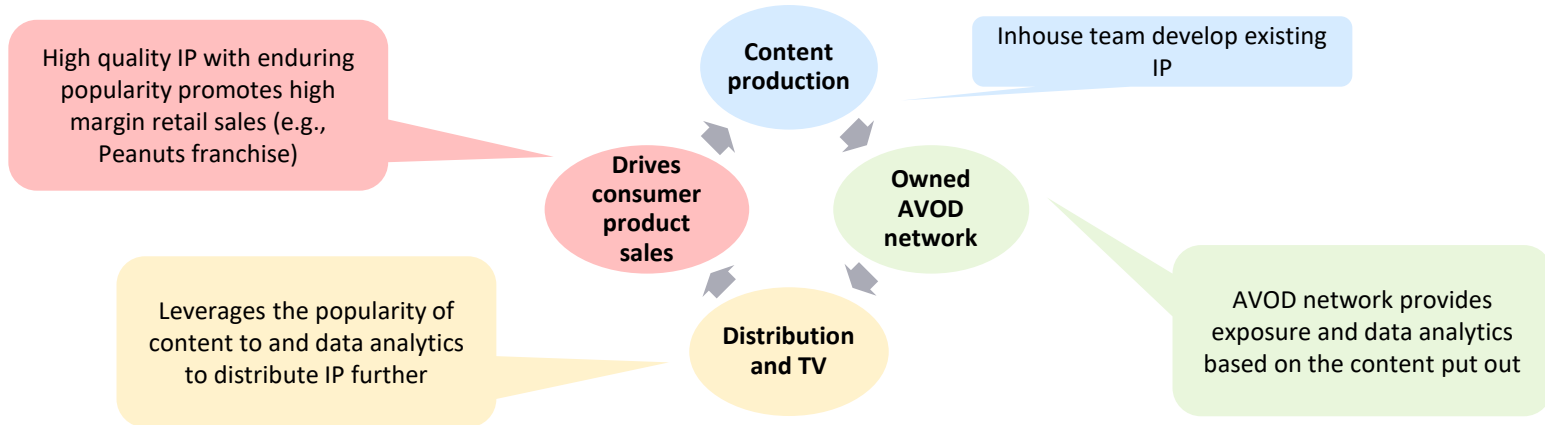 High quality IP with enduring
popularity promotes high
margin retail sales (e.g.,
Peanuts franchise)
Content
production
Inhouse team develop existing
IP
Drives
consumer
product
sales
Owned
AVOD
network
Leverages the popularity of
content to and data analytics
to distribute IP further
Distribution
and TV
AVOD network provides
exposure and data analytics
based on the content put out